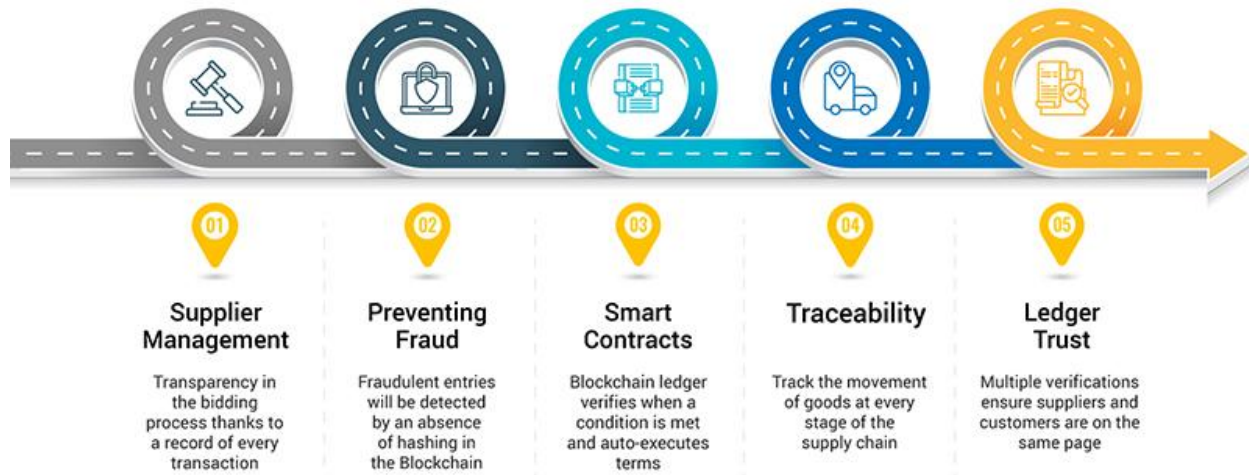 01
Supplier
Management
Transparency in
the bidding
process thanks to
a record of every
transaction
02
Preventing
Fraud
Fraudulent entries
will be detected
by an absence
of hashing in
the Blockchain
03
Smart
Contracts
Blockchain ledger
verifies when a
condition is met
and auto-executes
terms
04
Traceability
Track the movement
of goods at every
stage of the
supply chain
05
Ledger
Trust
Multiple verifications
ensure suppliers and
customers are on the
same page